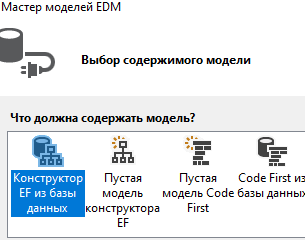 Мастер моделей EDM
Выбор содержимого модели
Что должна содержать модель?
Конструктор
EF из базы
данных
Пустая
модель
конструктора
EF
Пустая
модель Code
First
Code First из
базы данных